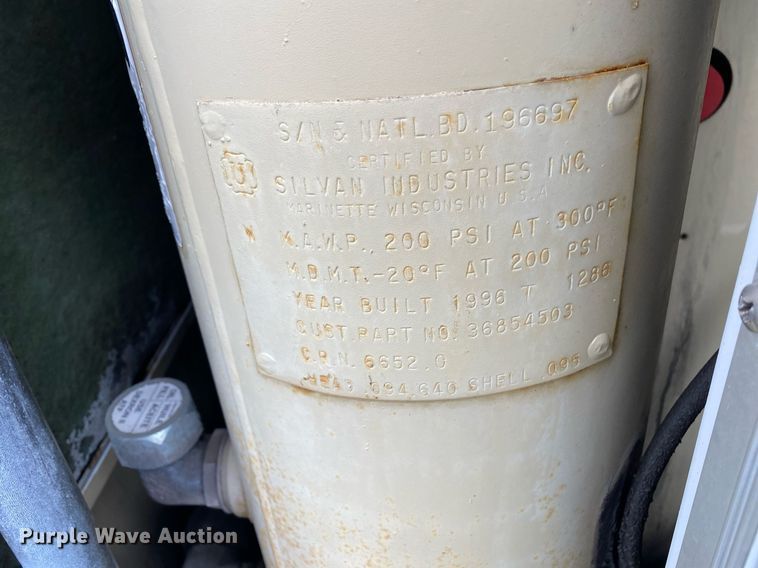 S/N & NATL.BD. 196697
CERTIFIED BY
SILVAN INDUSTRIES INC.
MARINETTE WISCONSIN U.S.A
U
M.A.W.P. 200 PSI AT 300°F
M.D.M.T. -20°F AT 200 PSI
YEAR BUILT 1996 T 1286
CUST.PART NO. 36854503
C.R.N. 6652.0
HEAD .094 640 SHELL .095
Purple Wave Auction